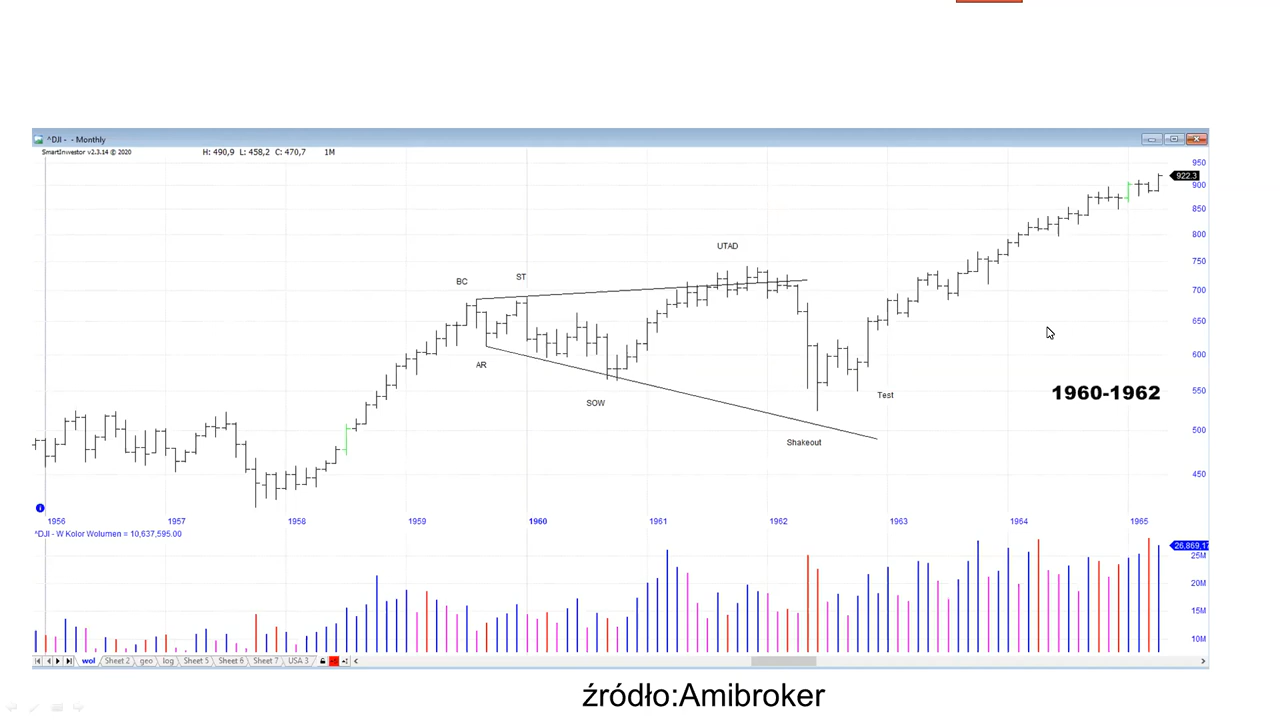 ^DJI - - Monthly
SmartInvestor v2.3.14 © 2020 H: 490,9 L: 458,2 C: 470,7 1M
950
922.3
900
850
800
750
700
650
600
550
500
450
UTAD
BC
ST
AR
SOW
Test
Shakeout
1960-1962
1956 1957 1958 1959 1960 1961 1962 1963 1964 1965
^DJI - W Kolor Wolumen = 10,637,595.00
26,869,17
25M
20M
15M
10M
wol Sheet 2 geo log Sheet 5 Sheet 6 Sheet 7 USA 3
źródło:Amibroker